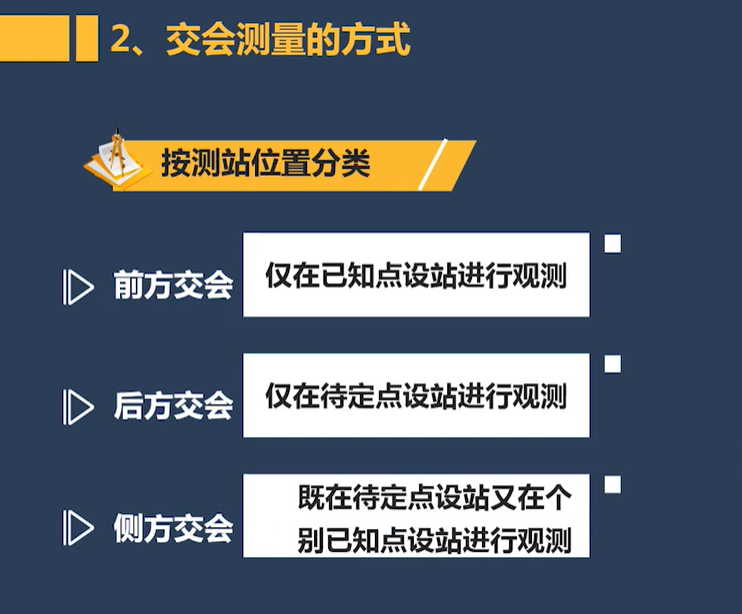 2、交会测量的方式
按测站位置分类
前方交会
仅在已知点设站进行观测
后方交会
仅在待定点设站进行观测
侧方交会
既在待定点设站又在个
别已知点设站进行观测